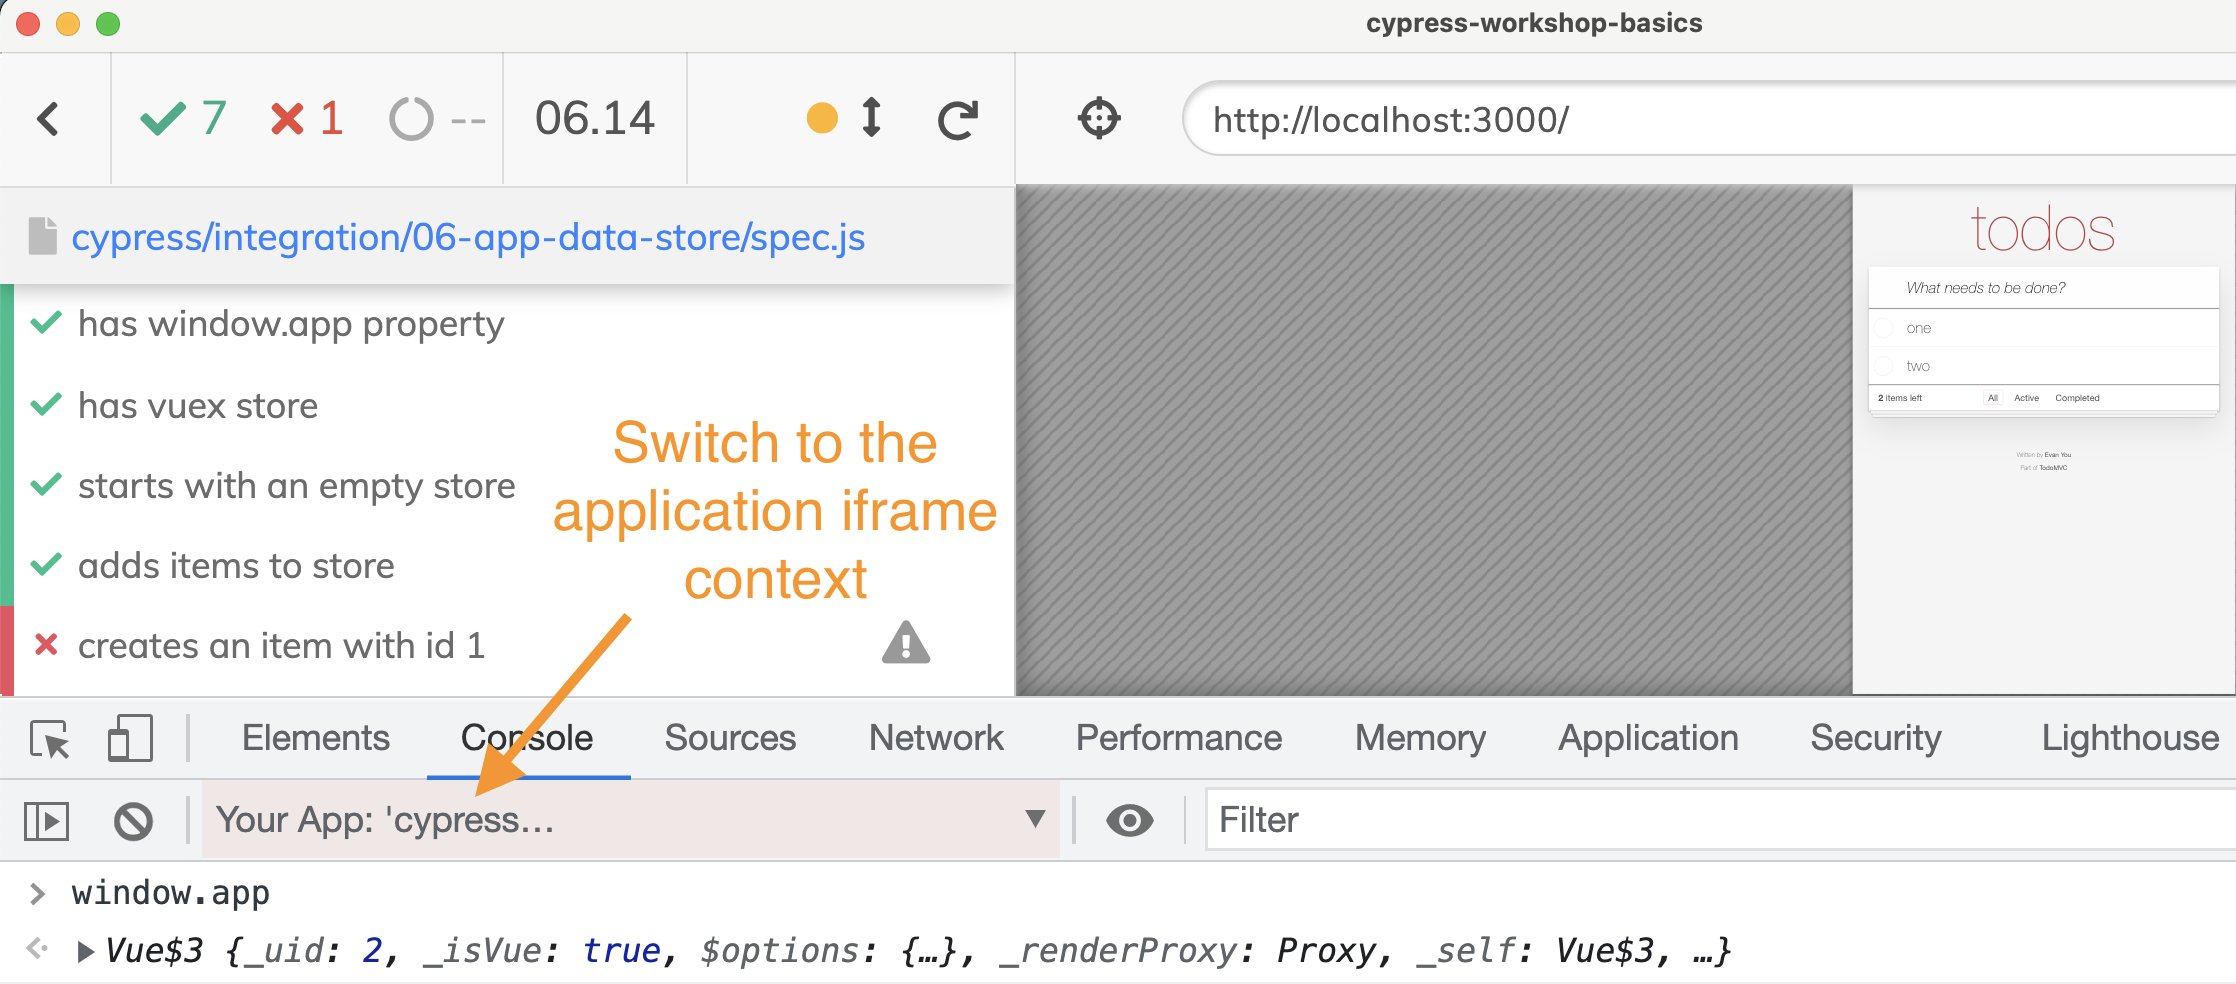 cypress-workshop-basics
7 1 -- 06.14 http://localhost:3000/
cypress/integration/06-app-data-store/spec.js
has window.app property
has vuex store
starts with an empty store
adds items to store
creates an item with id 1
Switch to the
application iframe
context
todos
What needs to be done?
one
two
2 items left All Active Completed
Written by Evan You
Part of TodoMVC
Elements Console Sources Network Performance Memory Application Security Lighthouse
Your App: 'cypress... Filter
window.app
Vue$3 {_uid: 2, _isVue: true, $options: {…}, _renderProxy: Proxy, _self: Vue$3, …}